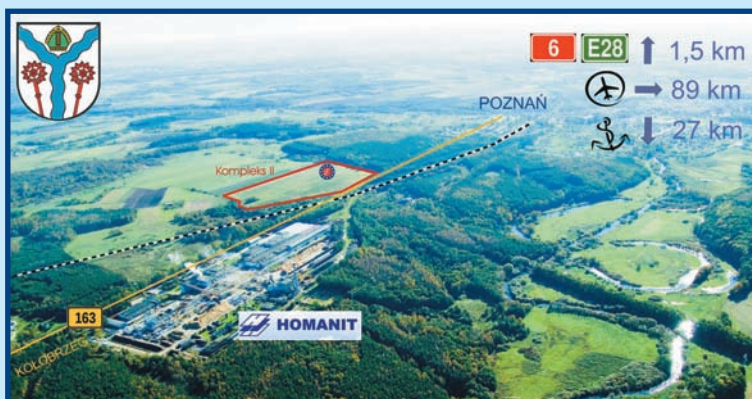 6 E28 1,5 km
89 km
27 km
POZNAŃ
Kompleks II
163
KOŁOBRZEG
HOMANIT